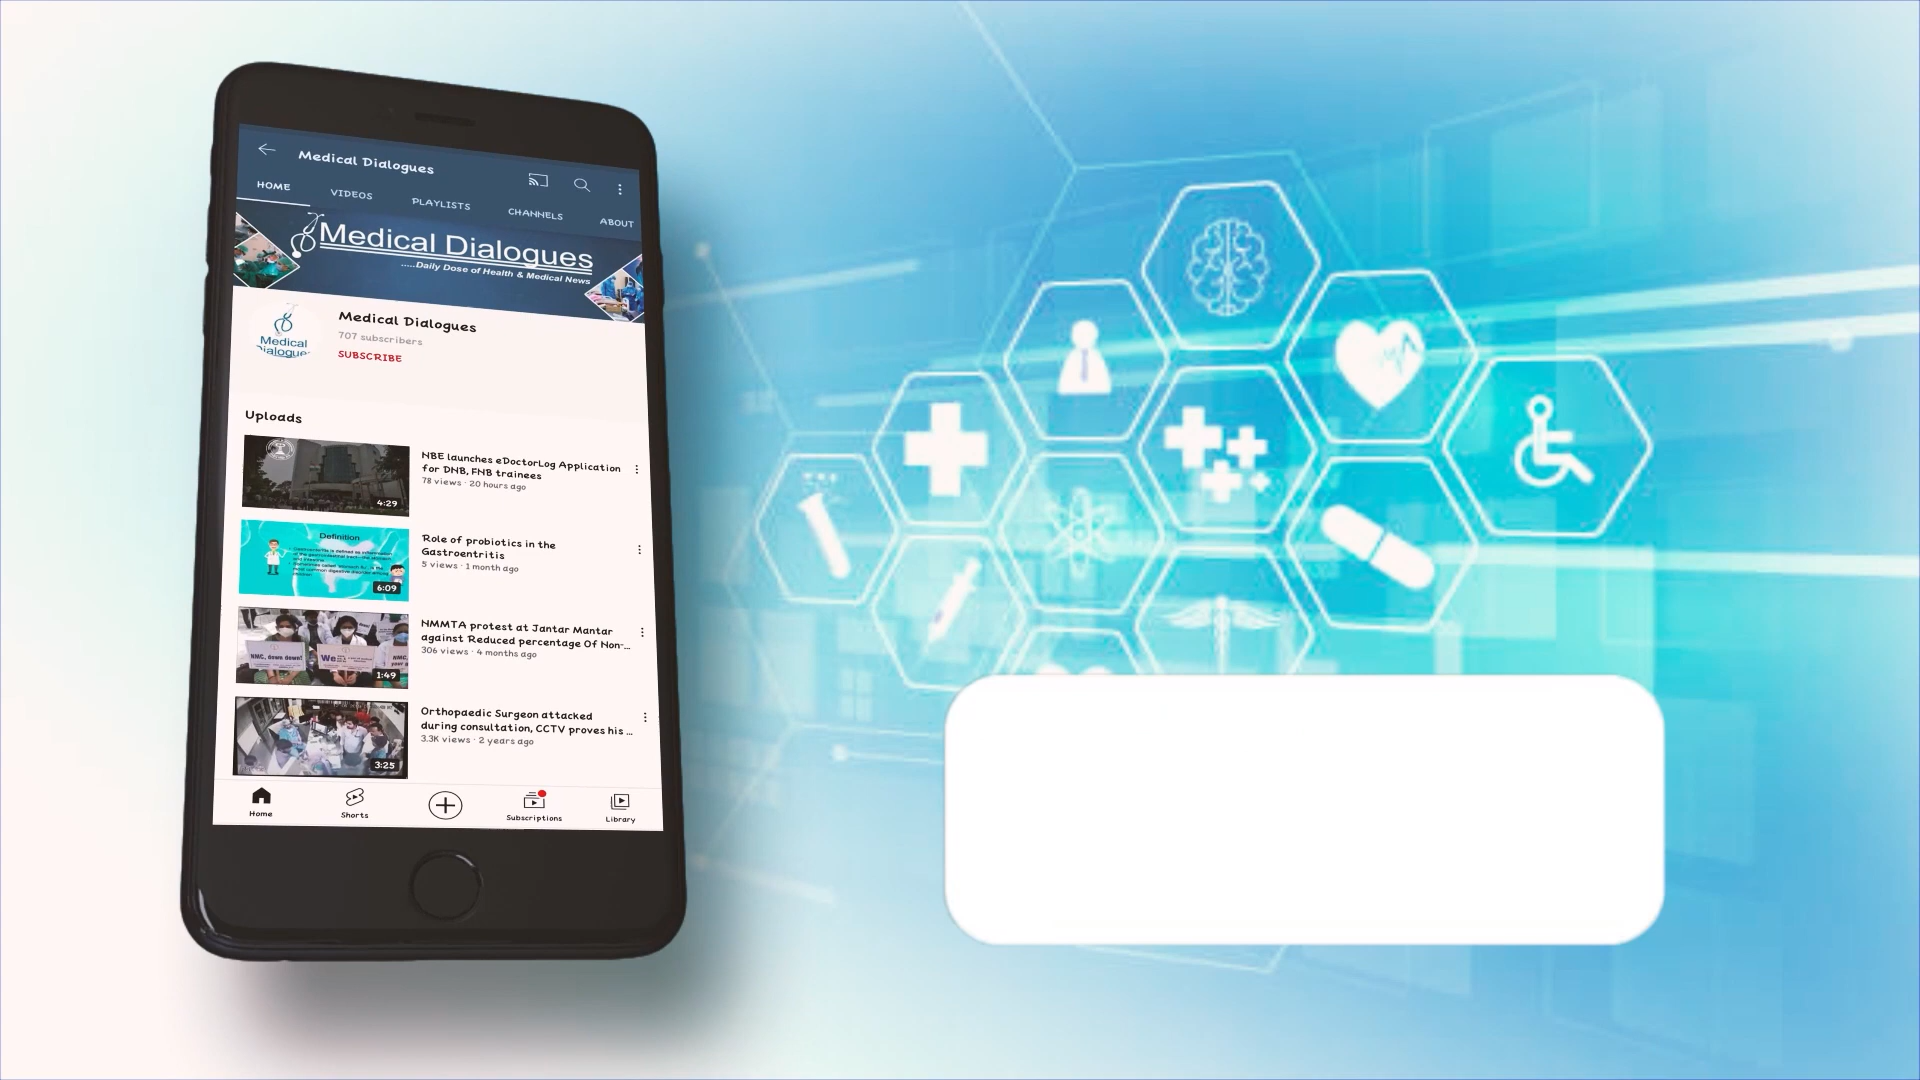 Medical Dialogues
HOME VIDEOS PLAYLISTS CHANNELS ABOUT
Medical Dialogues
.....Daily Dose of Health & Medical News
Medical Dialogues
707 subscribers
SUBSCRIBE
Medical
Uploads
NBE launches eDoctorLog Application
for DNB, FNB trainees
78 views · 20 hours ago
4:29
Definition
Role of probiotics in the
Gastroentritis
5 views · 1 month ago
6:09
NMMTA protest at Jantar Mantar
against Reduced percentage Of Non-...
306 views · 4 months ago
NMC, down down!
We
NMC,
1:49
Orthopaedic Surgeon attacked
during consultation, CCTV proves his ...
3.3K views · 2 years ago
3:25
Home Shorts Subscriptions Library